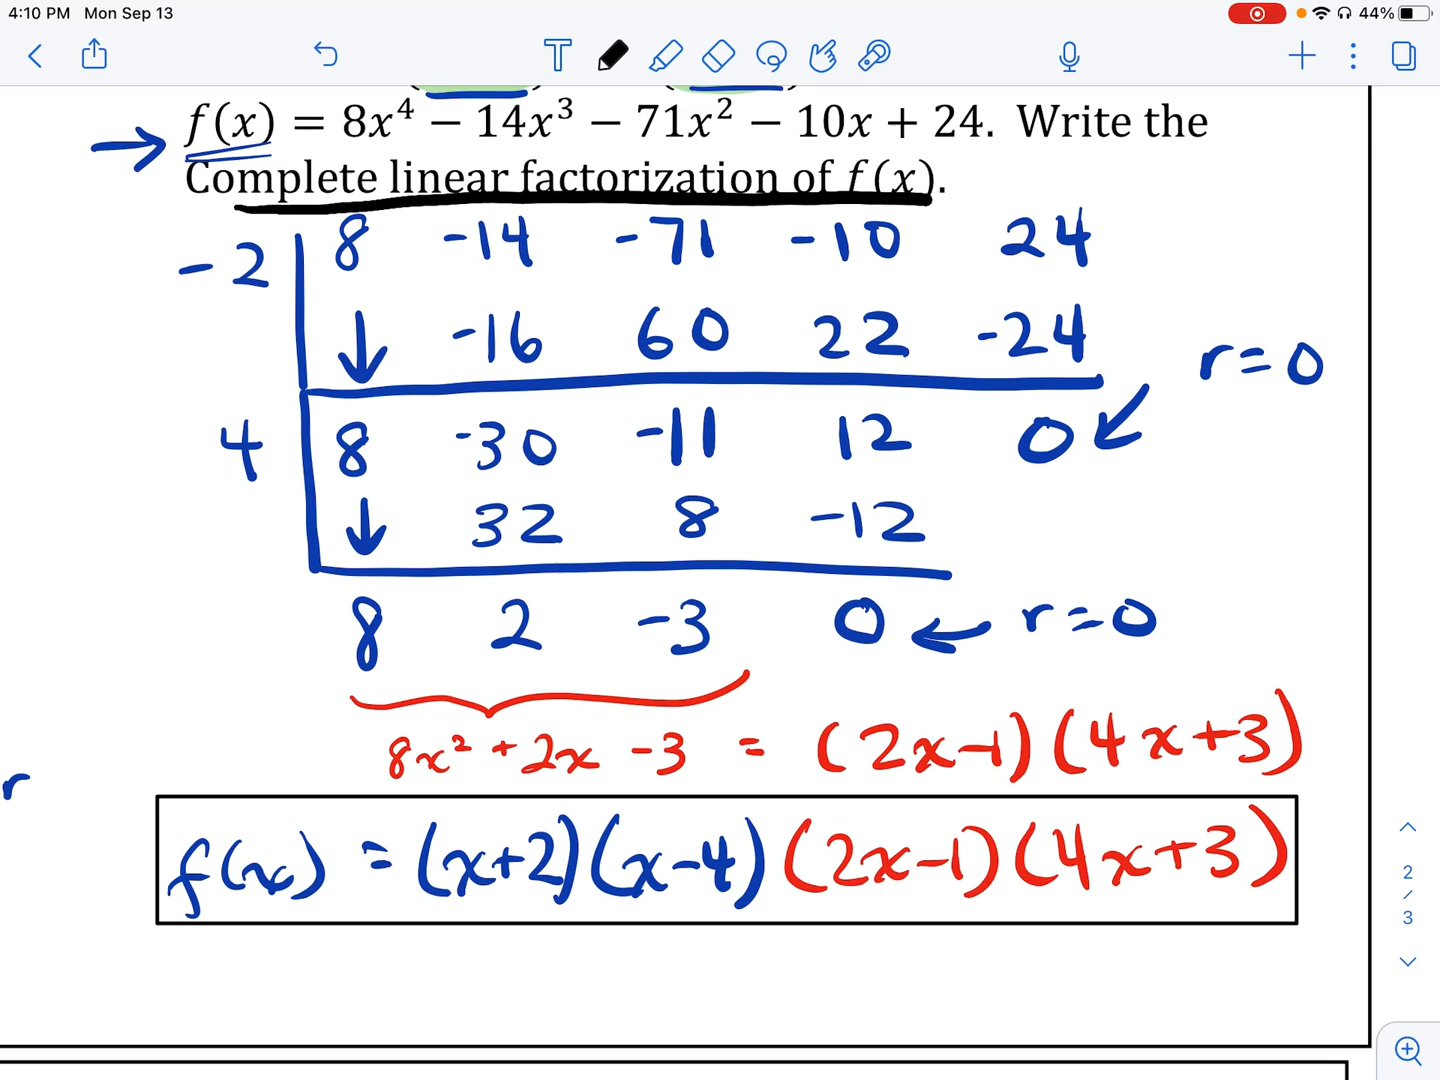 4:10 PM Mon Sep 13 44%
T
f(x) = 8x⁴ − 14x³ − 71x² − 10x + 24. Write the
Complete linear factorization of f(x).
-2 8 -14 -71 -10 24
-16 60 22 -24
r=0
4 8 -30 -11 12 0
32 8 -12
8 2 -3 0 r=0
8x² + 2x - 3 = (2x-1)(4x+3)
r
f(x) = (x+2)(x-4)(2x-1)(4x+3)
2
/
3